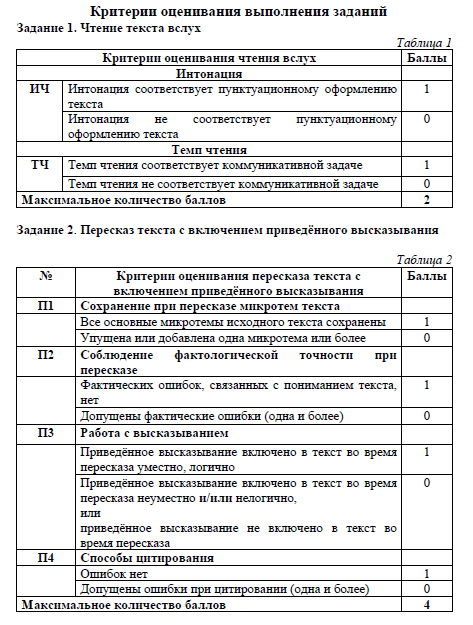 Критерии оценивания выполнения заданий
Задание 1. Чтение текста вслух
Таблица 1
Критерии оценивания чтения вслух Баллы
Интонация
ИЧ Интонация соответствует пунктуационному оформлению 1
текста
Интонация не соответствует пунктуационному 0
оформлению текста
Темп чтения
ТЧ Темп чтения соответствует коммуникативной задаче 1
Темп чтения не соответствует коммуникативной задаче 0
Максимальное количество баллов 2
Задание 2. Пересказ текста с включением приведённого высказывания
Таблица 2
№ Критерии оценивания пересказа текста с Баллы
включением приведённого высказывания
П1 Сохранение при пересказе микротем текста
Все основные микротемы исходного текста сохранены 1
Упущена или добавлена одна микротема или более 0
П2 Соблюдение фактологической точности при
пересказе
Фактических ошибок, связанных с пониманием текста, 1
нет
Допущены фактические ошибки (одна и более) 0
П3 Работа с высказыванием
Приведённое высказывание включено в текст во время 1
пересказа уместно, логично
Приведённое высказывание включено в текст во время 0
пересказа неуместно и/или нелогично,
или
приведённое высказывание не включено в текст во
время пересказа
П4 Способы цитирования
Ошибок нет 1
Допущены ошибки при цитировании (одна и более) 0
Максимальное количество баллов 4